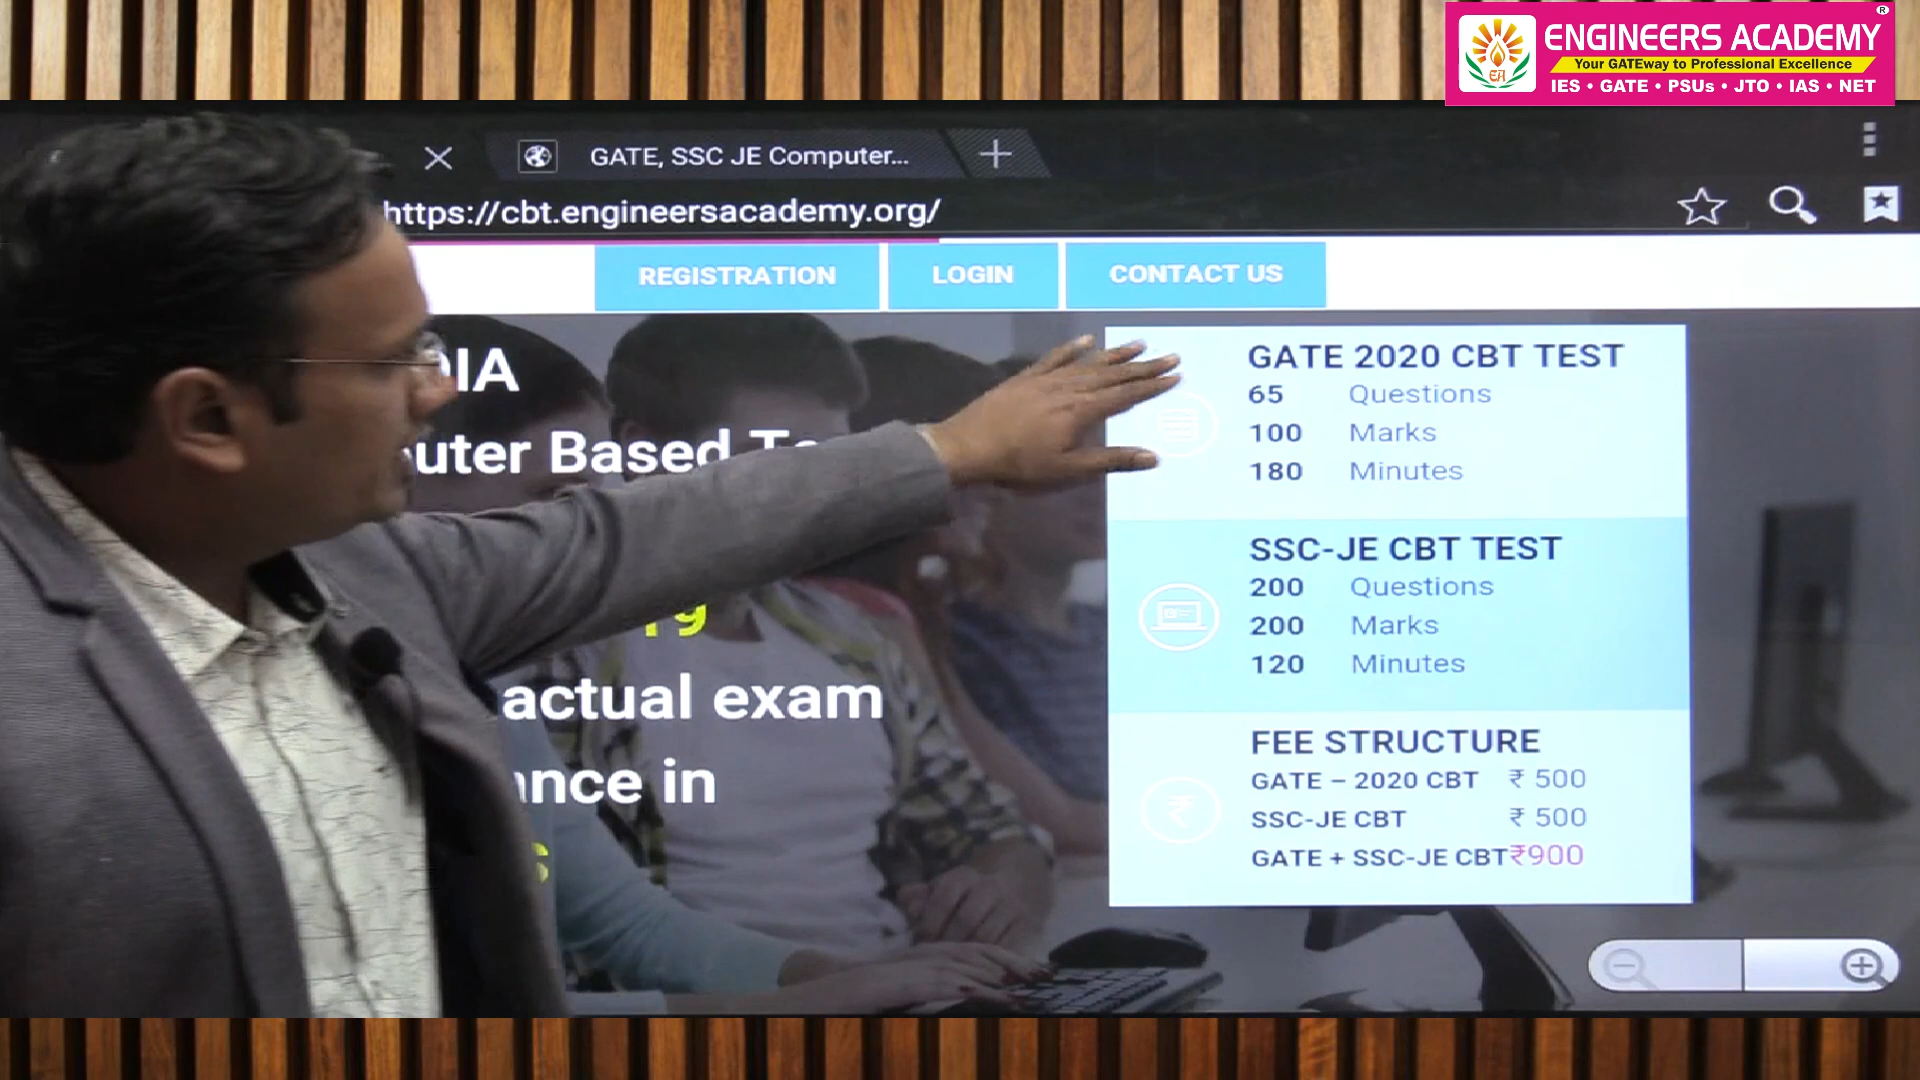 ENGINEERS ACADEMY
®
Your GATEway to Professional Excellence
IES • GATE • PSUs • JTO • IAS • NET
GATE, SSC JE Computer...
https://cbt.engineersacademy.org/
REGISTRATION
LOGIN
CONTACT US
Based
actual exam
in
GATE 2020 CBT TEST
65 Questions
100 Marks
180 Minutes
SSC-JE CBT TEST
200 Questions
200 Marks
120 Minutes
FEE STRUCTURE
GATE – 2020 CBT ₹ 500
SSC-JE CBT ₹ 500
GATE + SSC-JE CBT ₹900